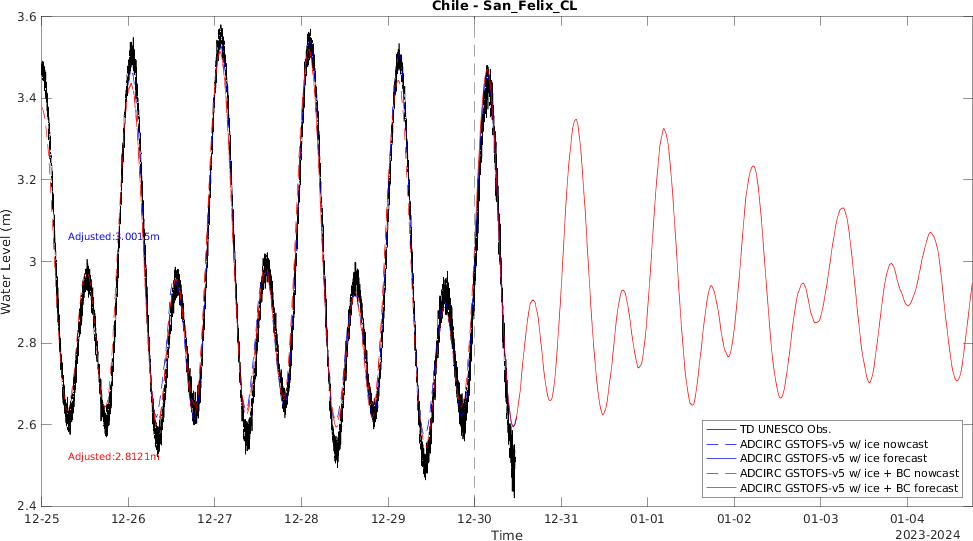 Chile - San_Felix_CL
3.6
3.4
3.2
3
2.8
2.6
2.4
Water Level (m)
Adjusted:3.0015m
Adjusted:2.8121m
TD UNESCO Obs.
ADCIRC GSTOFS-v5 w/ ice nowcast
ADCIRC GSTOFS-v5 w/ ice forecast
ADCIRC GSTOFS-v5 w/ ice + BC nowcast
ADCIRC GSTOFS-v5 w/ ice + BC forecast
12-25 12-26 12-27 12-28 12-29 12-30 12-31 01-01 01-02 01-03 01-04
Time
2023-2024